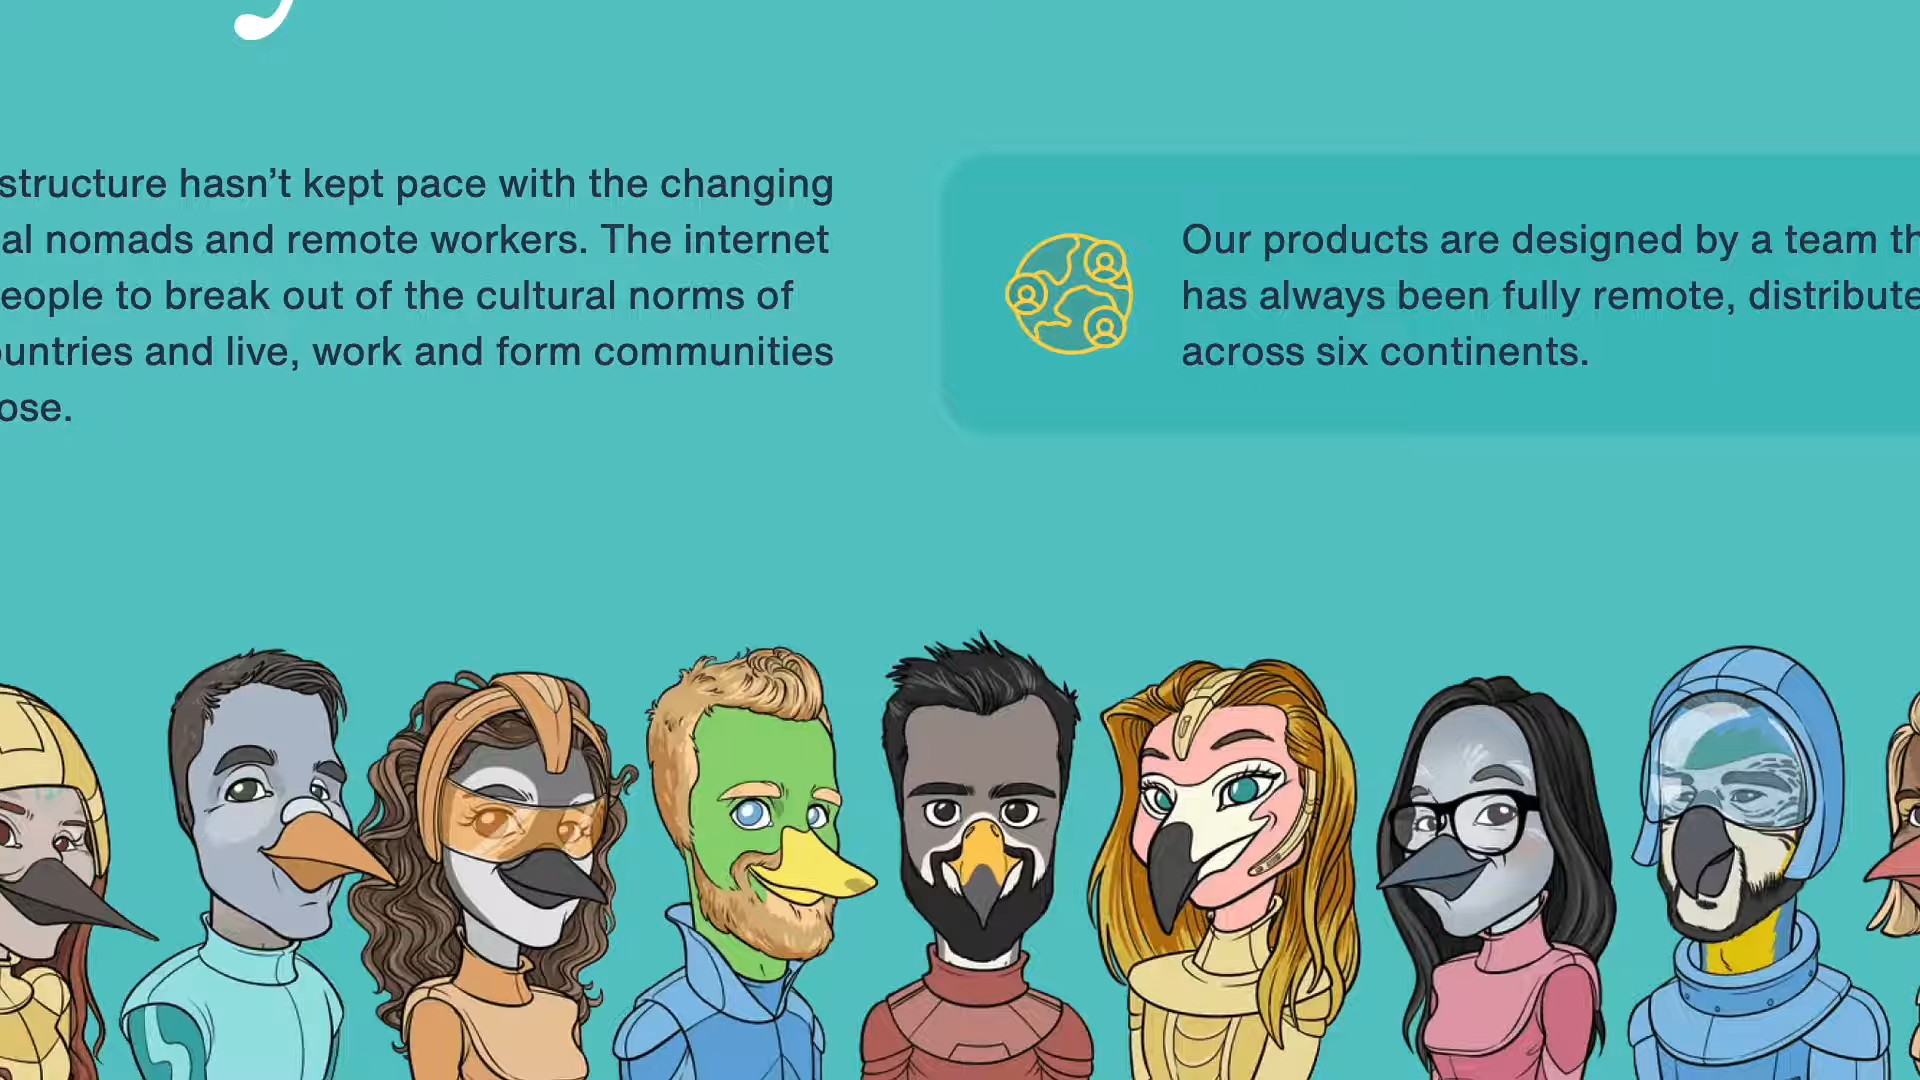 structure hasn’t kept pace with the changing
al nomads and remote workers. The internet
eople to break out of the cultural norms of
ountries and live, work and form communities
ose.
Our products are designed by a team th
has always been fully remote, distribute
across six continents.